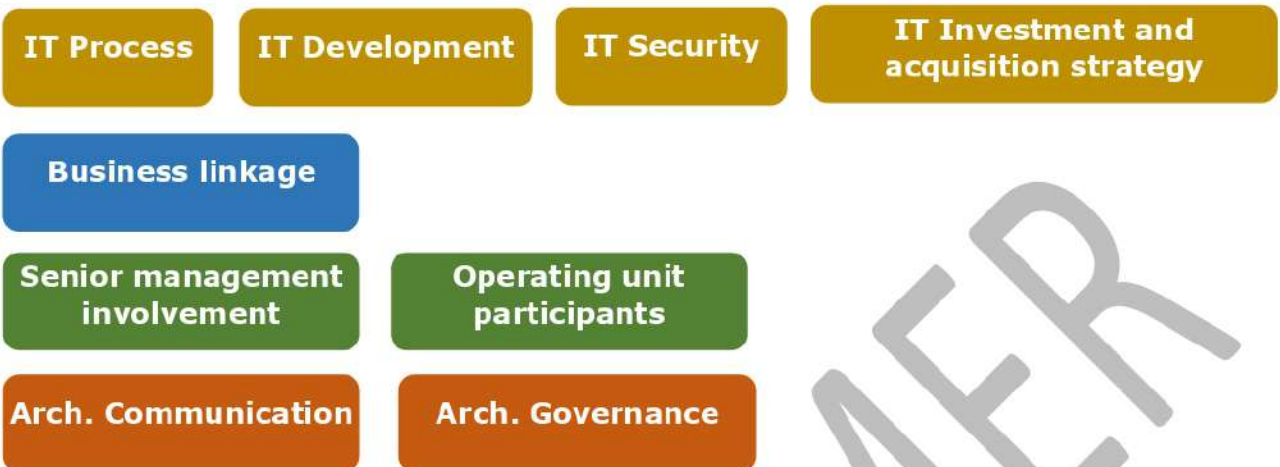 IT Process
IT Development
IT Security
IT Investment and
acquisition strategy
Business linkage
Senior management
involvement
Operating unit
participants
Arch. Communication
Arch. Governance
MER